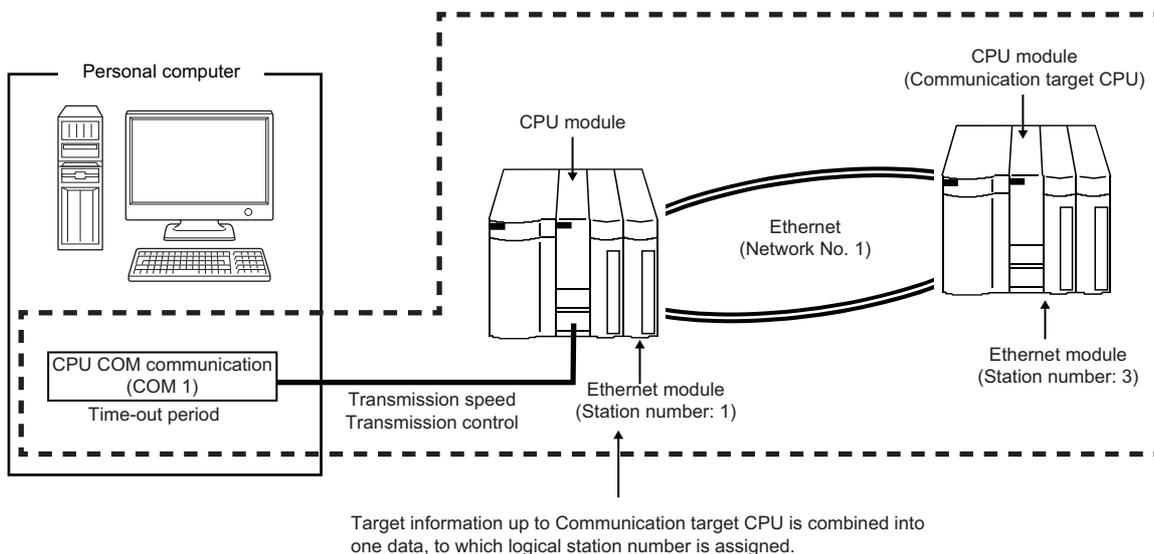 Personal computer
CPU module
(Communication target CPU)
CPU module
Ethernet
(Network No. 1)
CPU COM communication
(COM 1)
Time-out period
Transmission speed
Transmission control
Ethernet module
(Station number: 1)
Ethernet module
(Station number: 3)
Target information up to Communication target CPU is combined into
one data, to which logical station number is assigned.